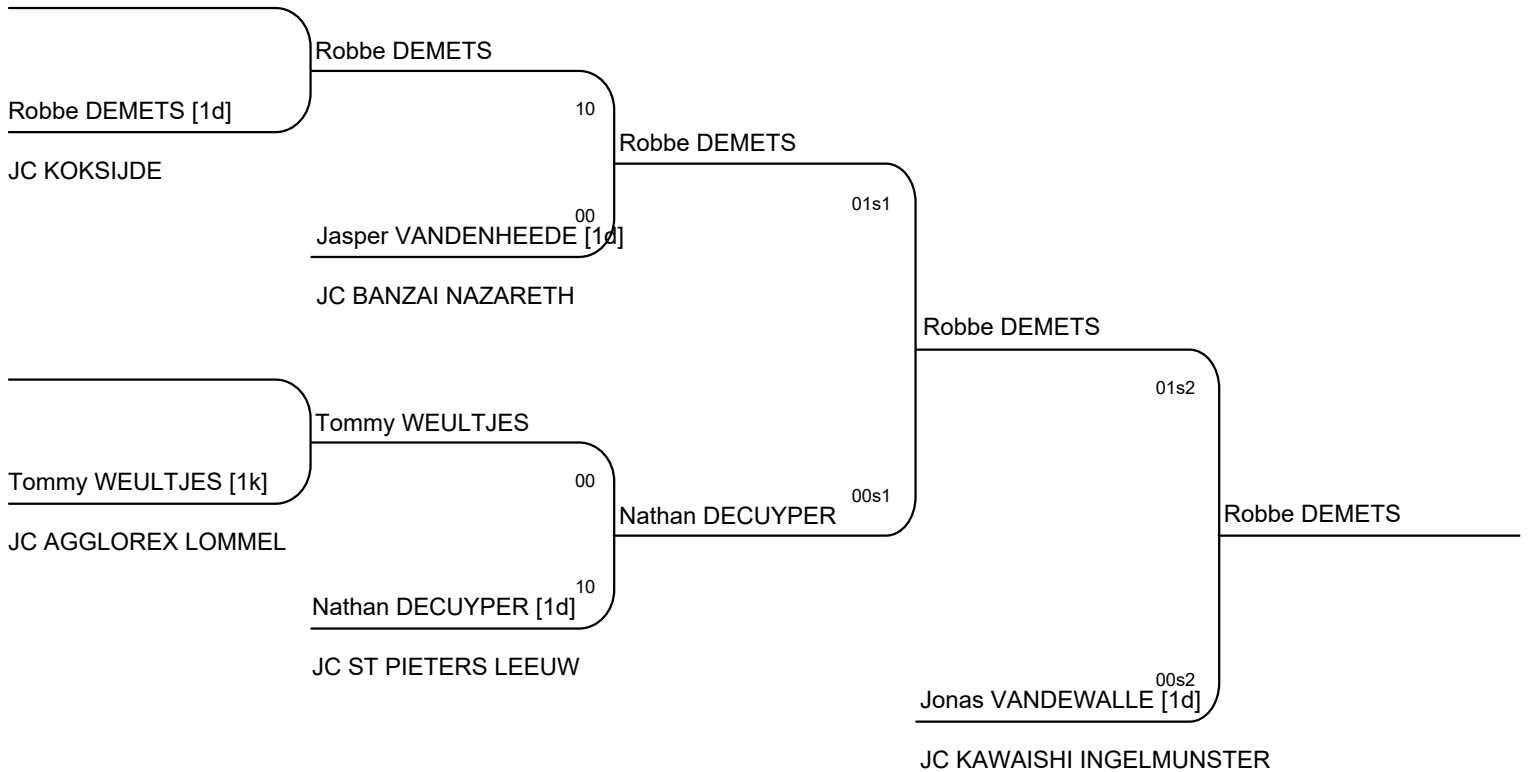 Robbe DEMETS
Robbe DEMETS [1d]
10
Robbe DEMETS
JC KOKSIJDE
01s1
00
Jasper VANDENHEEDE [1d]
JC BANZAI NAZARETH
Robbe DEMETS
01s2
Tommy WEULTJES
Tommy WEULTJES [1k]
00
00s1
Nathan DECUYPER
Robbe DEMETS
JC AGGLOREX LOMMEL
10
Nathan DECUYPER [1d]
JC ST PIETERS LEEUW
00s2
Jonas VANDEWALLE [1d]
JC KAWAISHI INGELMUNSTER